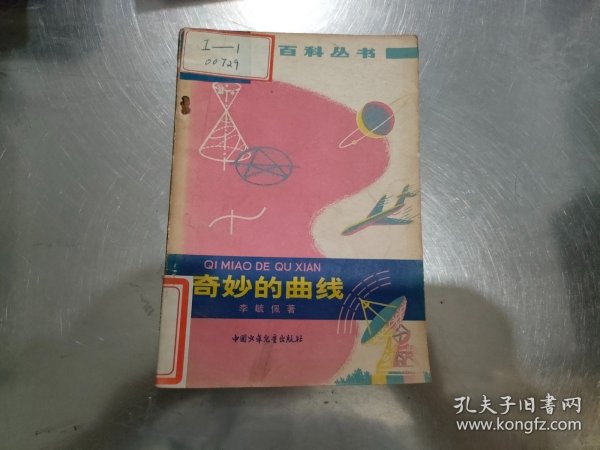 I—1
00729
百科丛书
QI MIAO DE QU XIAN
奇妙的曲线
李毓佩著
中国少年儿童出版社
孔夫子旧书网
www.kongfz.com